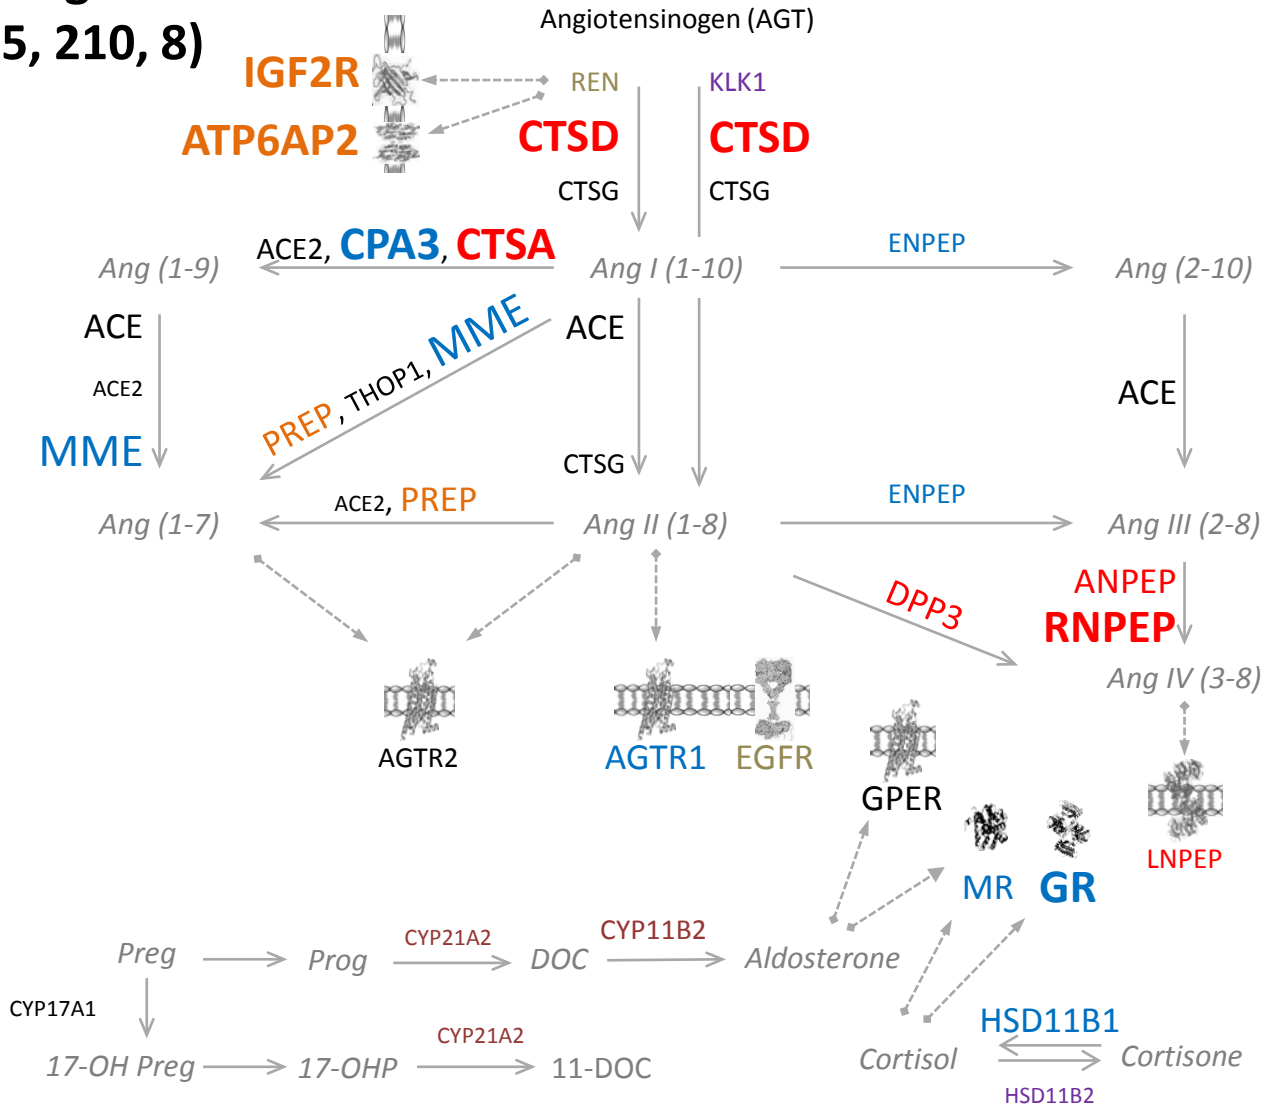 5, 210, 8)
Angiotensinogen (AGT)
IGF2R
REN
KLK1
ATP6AP2
CTSD
CTSD
CTSG
CTSG
ACE2, CPA3, CTSA
ENPEP
Ang (1-9)
Ang I (1-10)
Ang (2-10)
ACE
PREP, THOP1, MME
ACE
ACE2
ACE
MME
CTSG
ACE2, PREP
ENPEP
Ang (1-7)
Ang II (1-8)
Ang III (2-8)
DPP3
ANPEP
RNPEP
Ang IV (3-8)
AGTR2
AGTR1
EGFR
GPER
LNPEP
MR
GR
Preg
Prog
CYP21A2
DOC
CYP11B2
Aldosterone
CYP17A1
17-OH Preg
17-OHP
CYP21A2
11-DOC
Cortisol
HSD11B1
Cortisone
HSD11B2